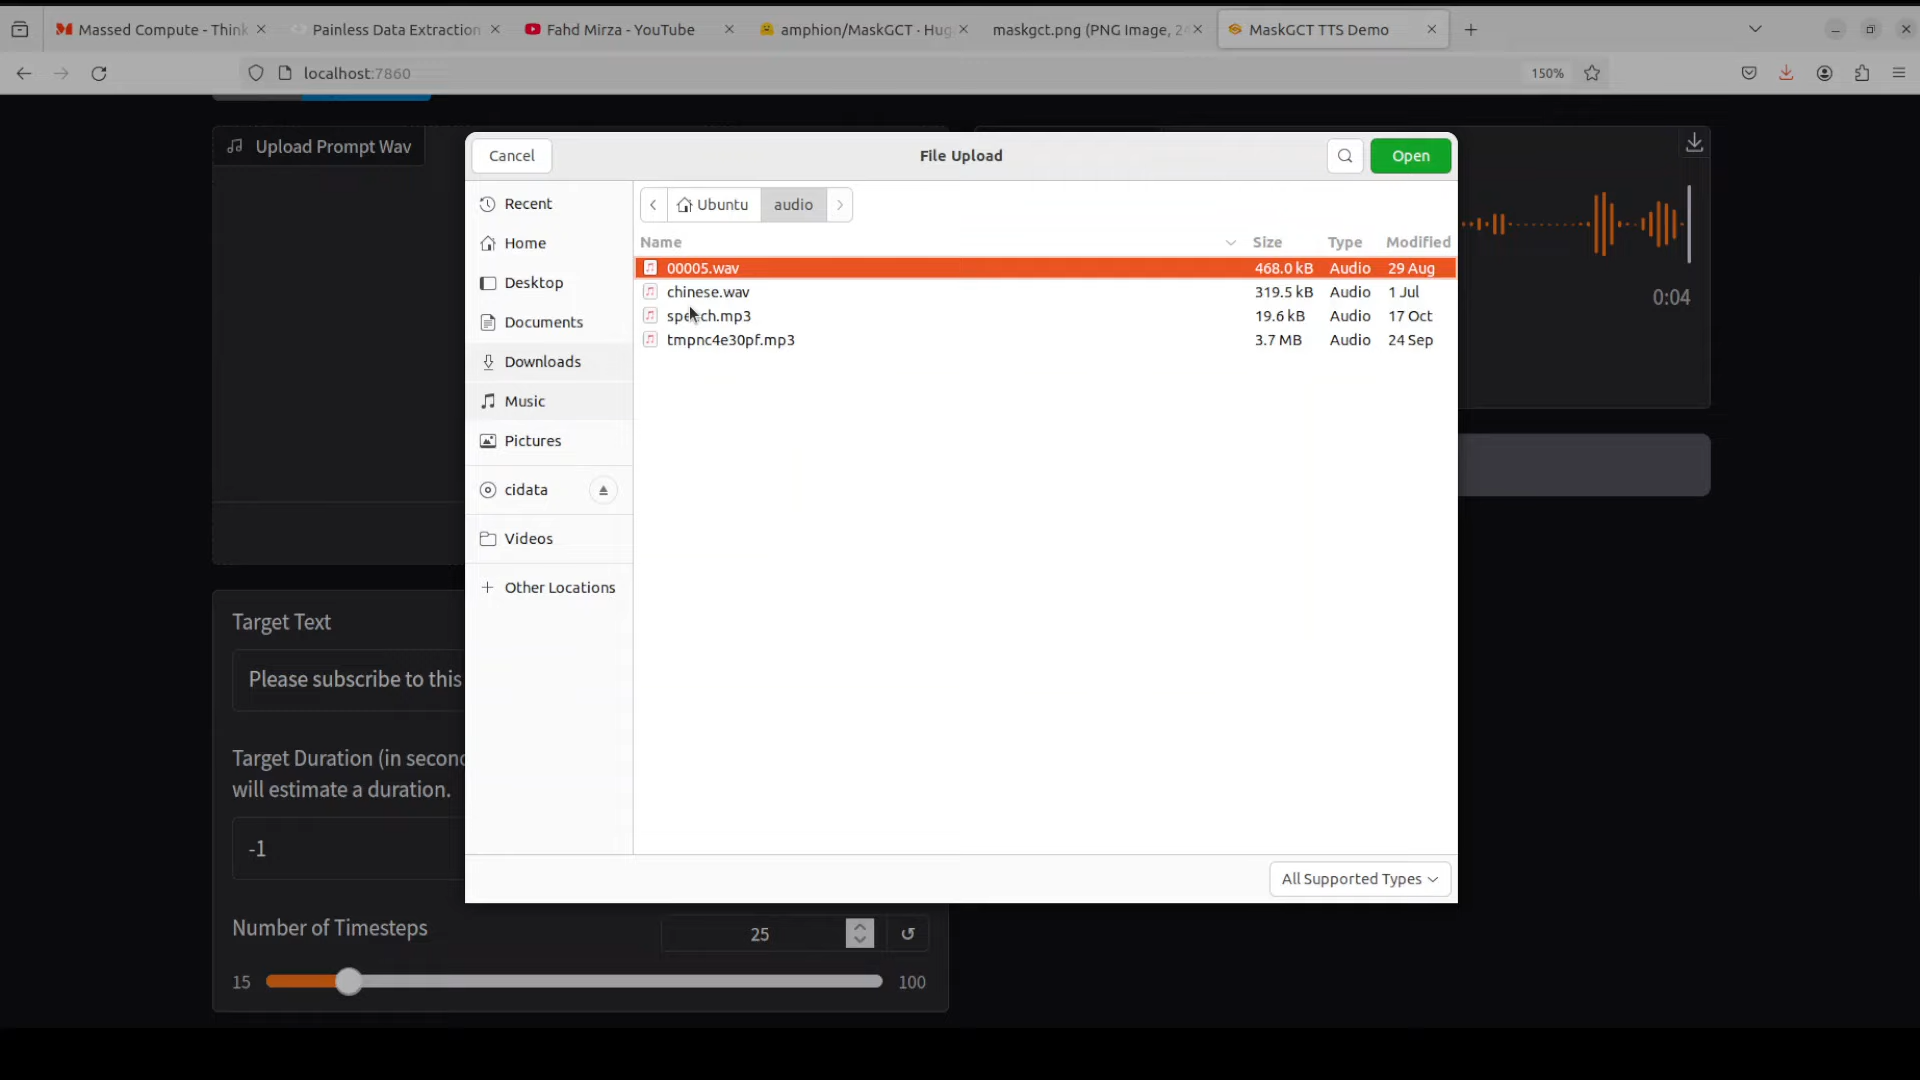 Massed Compute - Think
Painless Data Extraction
Fahd Mirza - YouTube
amphion/MaskGCT · Hug
maskgct.png (PNG Image, 2
MaskGCT TTS Demo
localhost:7860
150%
Upload Prompt Wav
Cancel
File Upload
Open
Recent
Home
Desktop
Documents
Downloads
Music
Pictures
cidata
Videos
Other Locations
Ubuntu
audio
Name Size Type Modified
00005.wav 468.0 kB Audio 29 Aug
chinese.wav 319.5 kB Audio 1 Jul
speech.mp3 19.6 kB Audio 17 Oct
tmpnc4e30pf.mp3 3.7 MB Audio 24 Sep
All Supported Types
0:04
Target Text
Please subscribe to this
Target Duration (in secon
will estimate a duration.
-1
Number of Timesteps
25
15
100